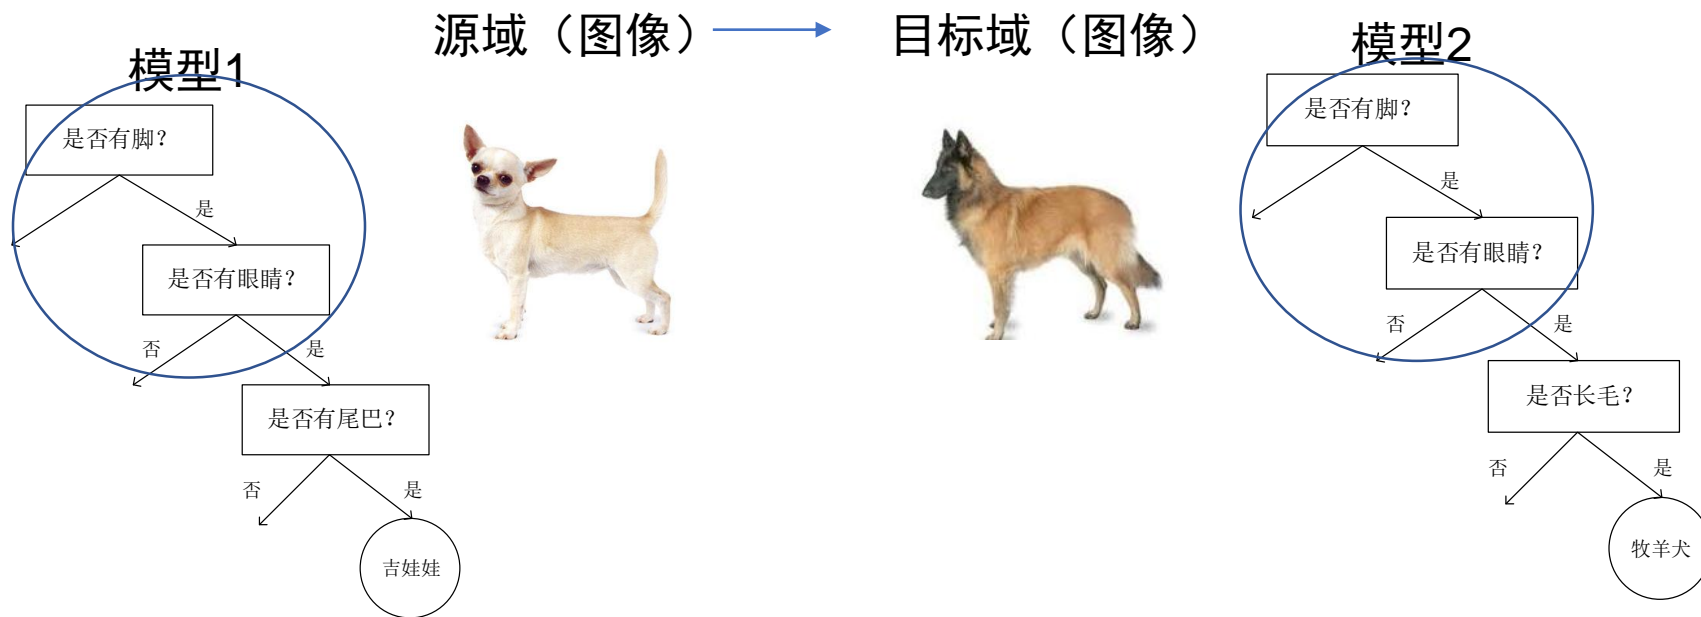 源域（图像）
目标域（图像）
模型1
是否有脚？
是
是否有眼睛？
否
是
是否有尾巴？
否
是
吉娃娃
模型2
是否有脚？
是
是否有眼睛？
否
是
是否长毛？
否
是
牧羊犬